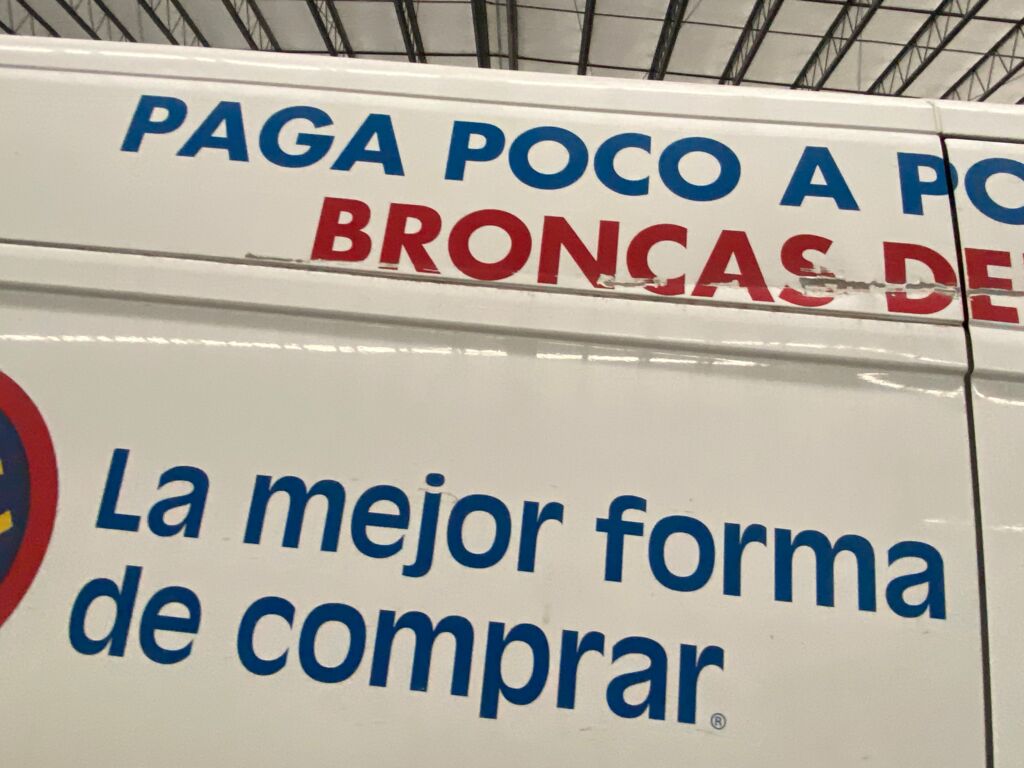 PAGA POCO A PO
BRONCAS DE
La mejor forma
de comprar®